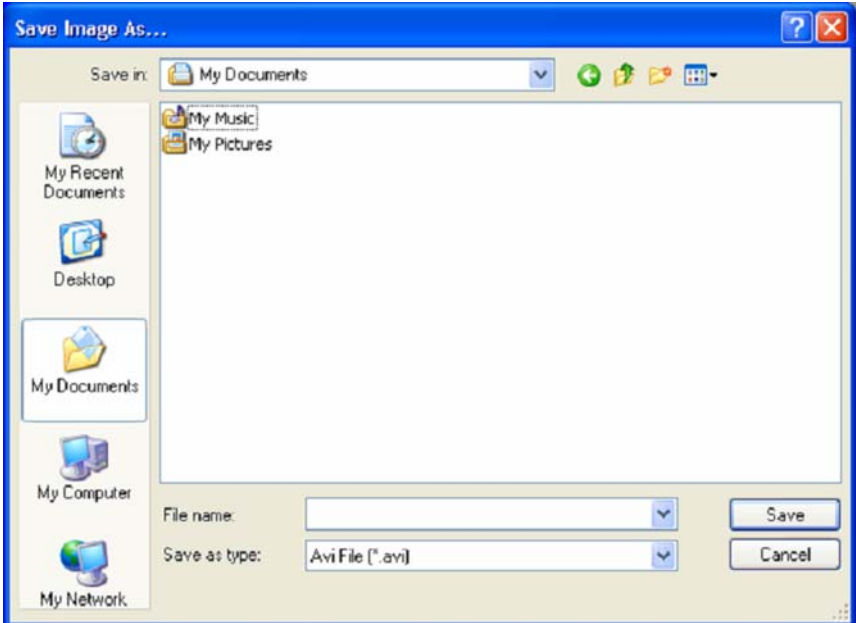 Save Image As...
Save in:
My Documents
My Music
My Pictures
My Recent
Documents
Desktop
My Documents
My Computer
My Network
File name:
Save
Save as type:
Avi File (*.avi)
Cancel